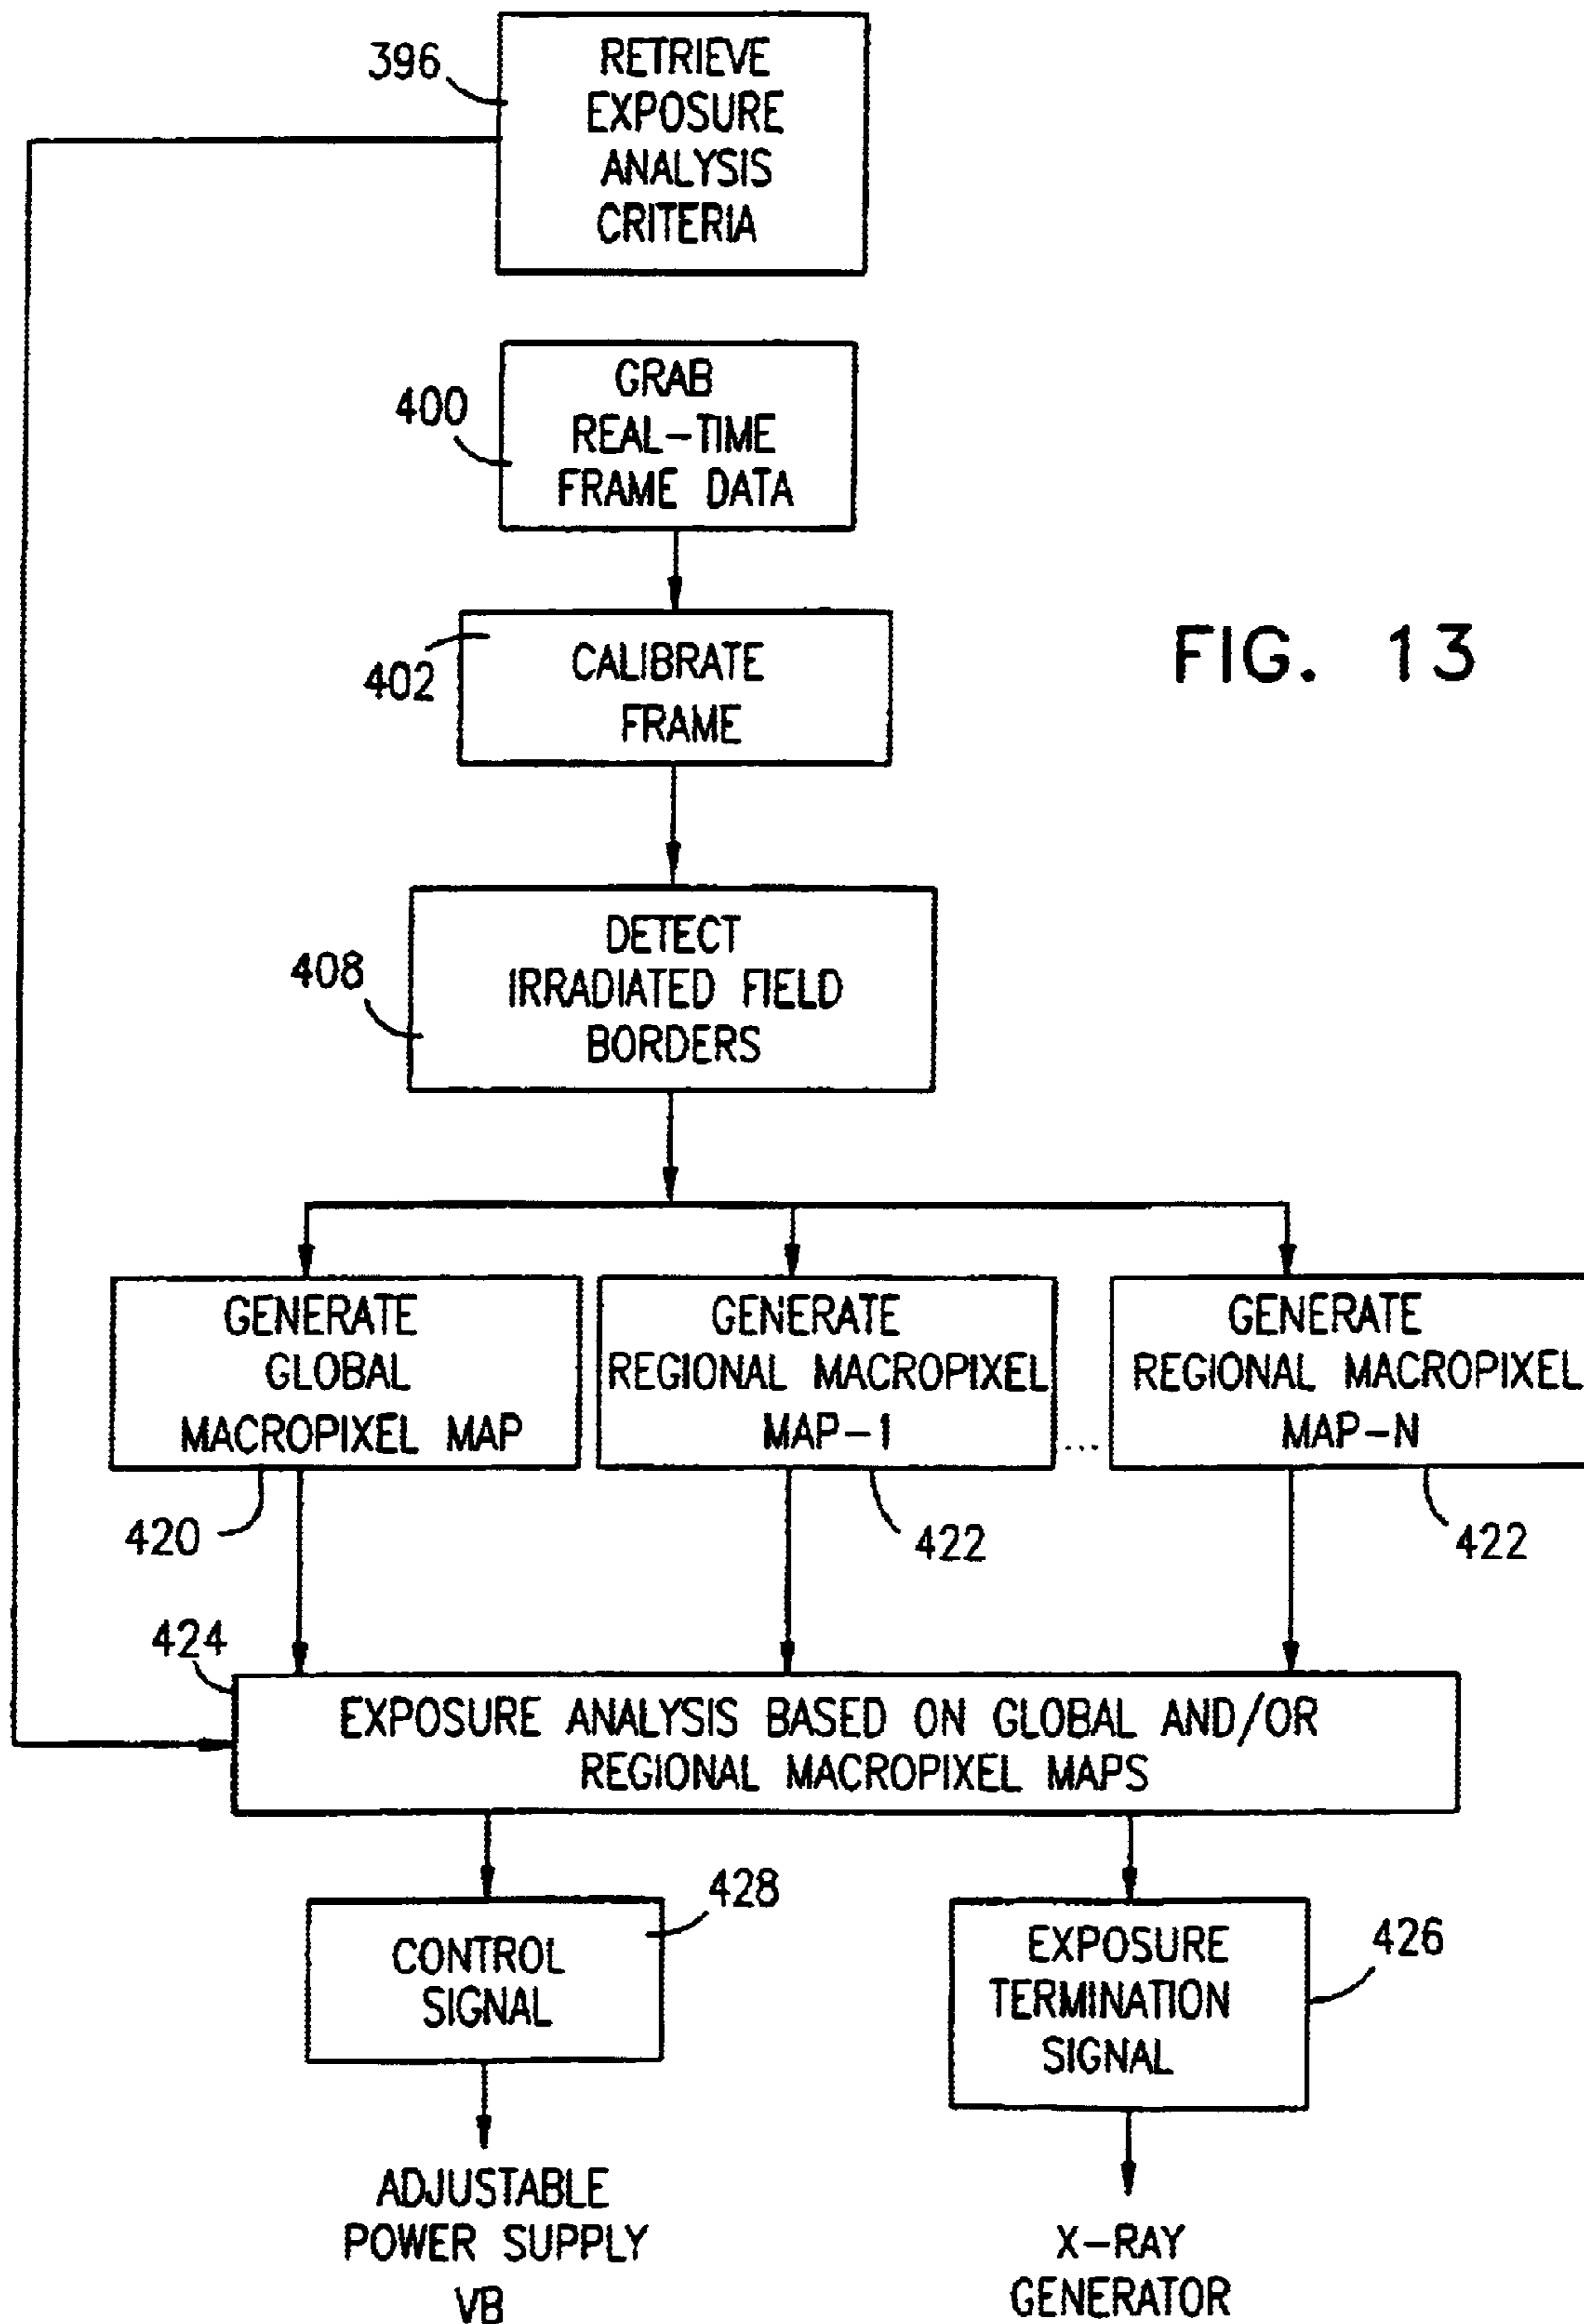 396
RETRIEVE
EXPOSURE
ANALYSIS
CRITERIA
400
GRAB
REAL-TIME
FRAME DATA
402
CALIBRATE
FRAME
FIG. 13
408
DETECT
IRRADIATED FIELD
BORDERS
GENERATE
GLOBAL
MACROPIXEL MAP
420
GENERATE
REGIONAL MACROPIXEL
MAP-1
422
...
GENERATE
REGIONAL MACROPIXEL
MAP-N
422
424
EXPOSURE ANALYSIS BASED ON GLOBAL AND/OR
REGIONAL MACROPIXEL MAPS
428
CONTROL
SIGNAL
EXPOSURE
TERMINATION
SIGNAL
426
ADJUSTABLE
POWER SUPPLY
VB
X-RAY
GENERATOR